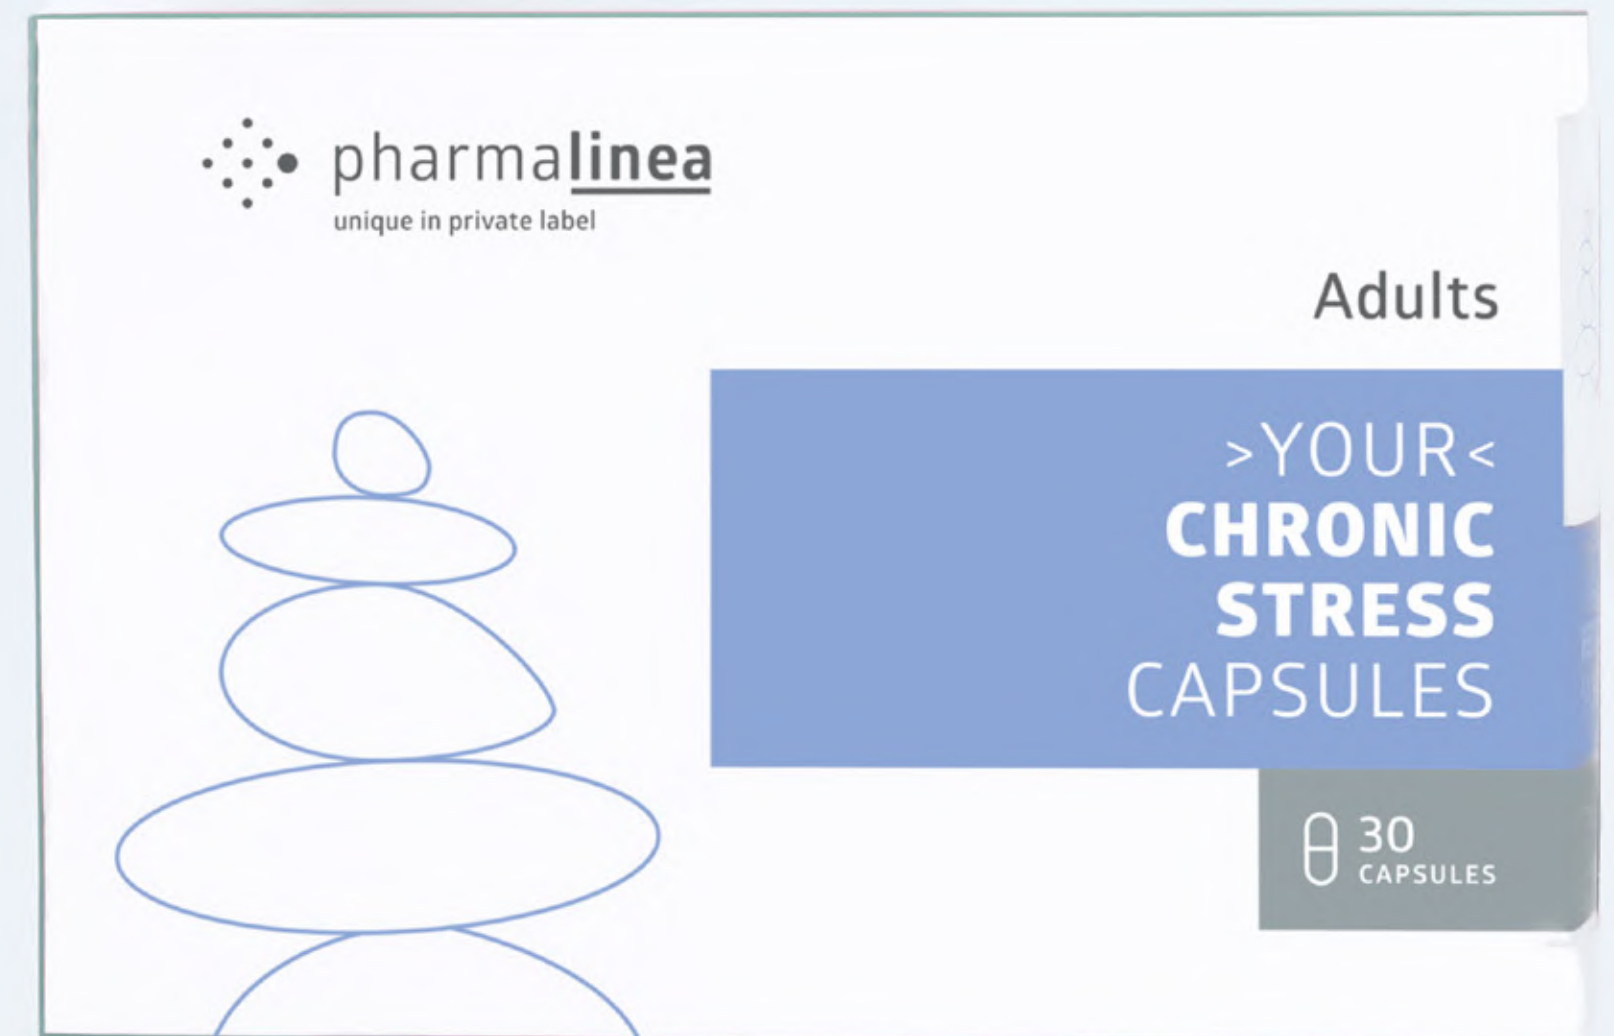 pharmalinea
unique in private label
Adults
>YOUR<
CHRONIC
STRESS
CAPSULES
30
CAPSULES